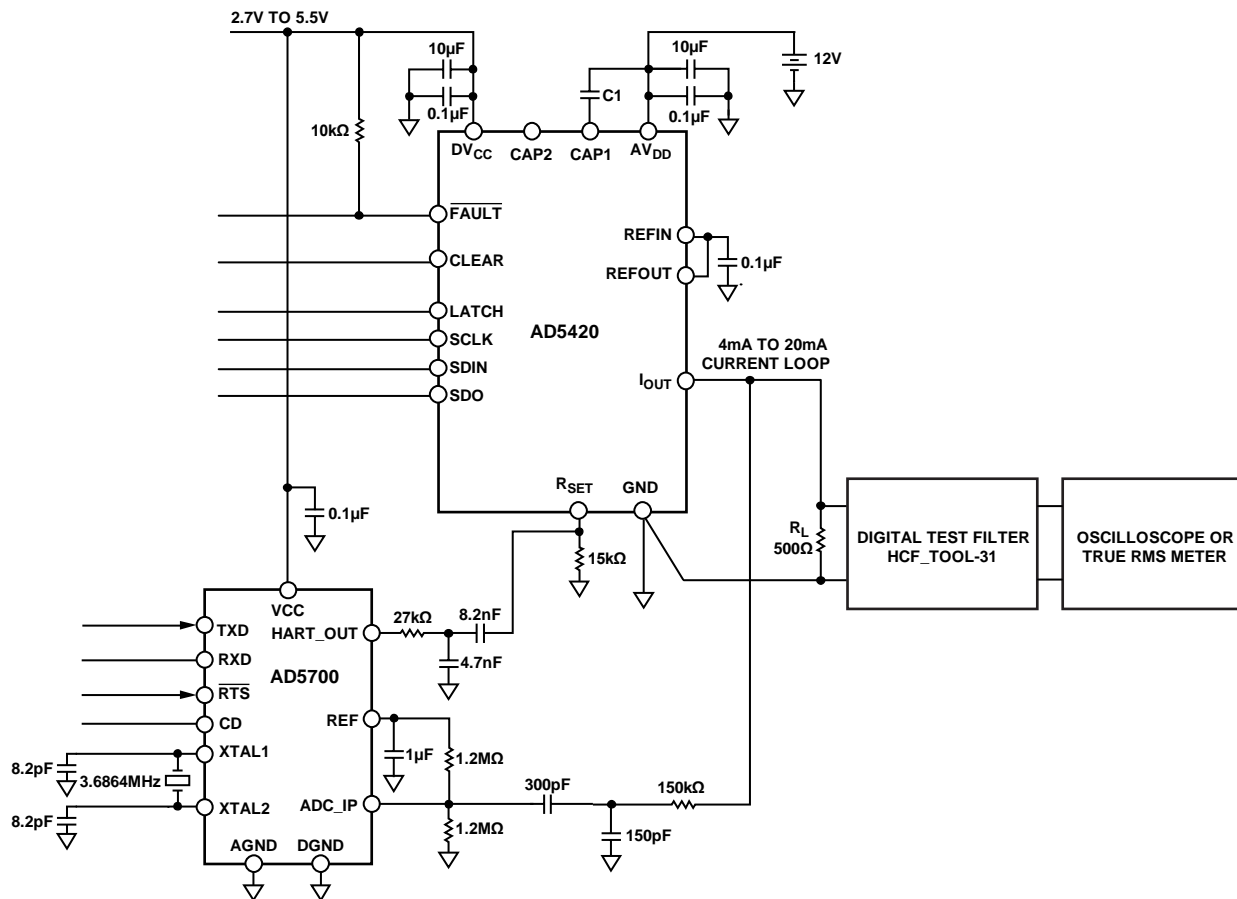 2.7V TO 5.5V
10µF
0.1µF
10kΩ
C1
10µF
0.1µF
12V
DVCC
CAP2
CAP1
AVDD
FAULT
CLEAR
LATCH
SCLK
SDIN
SDO
AD5420
REFIN
REFOUT
0.1µF
4mA TO 20mA
CURRENT LOOP
IOUT
RSET
GND
0.1µF
15kΩ
RL
500Ω
DIGITAL TEST FILTER
HCF_TOOL-31
OSCILLOSCOPE OR
TRUE RMS METER
VCC
TXD
HART_OUT
27kΩ
8.2nF
4.7nF
RXD
AD5700
RTS
CD
REF
1µF
1.2MΩ
XTAL1
8.2pF
3.6864MHz
300pF
150kΩ
XTAL2
ADC_IP
8.2pF
1.2MΩ
150pF
AGND
DGND